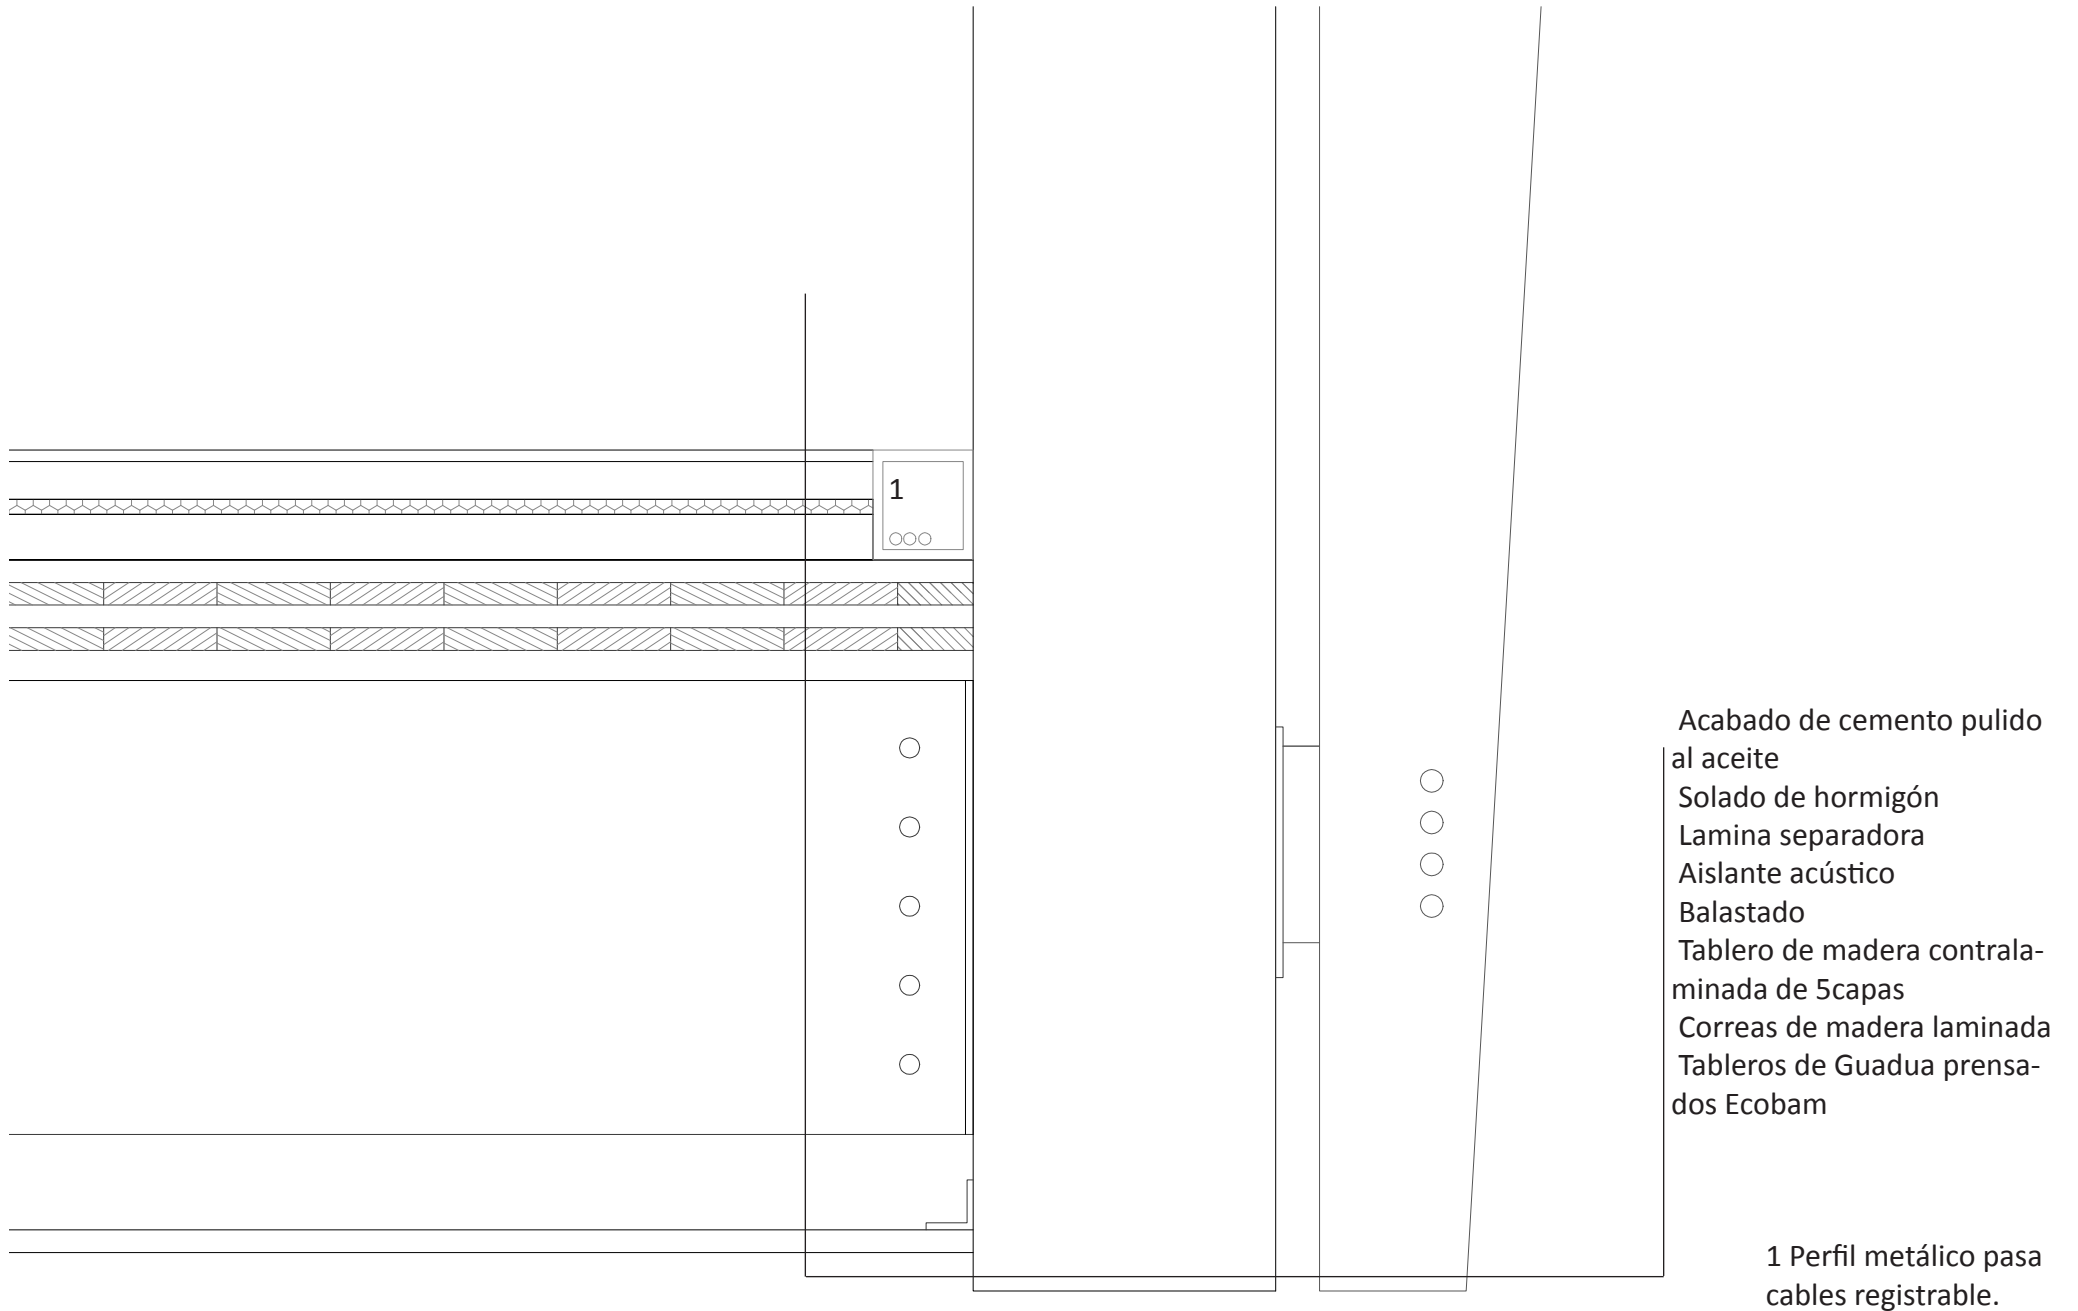 1
Acabado de cemento pulido
al aceite
Solado de hormigón
Lamina separadora
Aislante acústico
Balastado
Tablero de madera contrala-
minada de 5capas
Correas de madera laminada
Tableros de Guadua prensa-
dos Ecobam
1 Perfil metálico pasa
cables registrable.